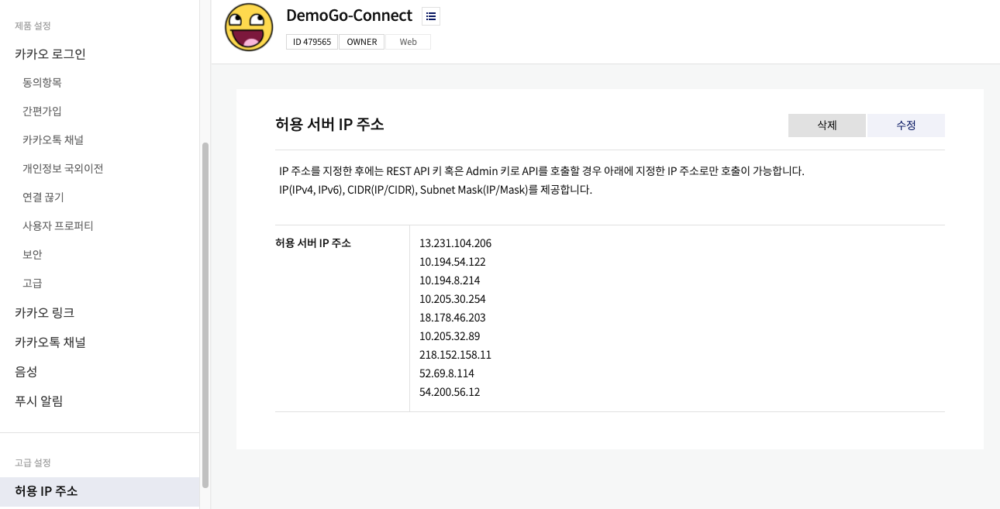 제품 설정
카카오 로그인
동의항목
간편가입
카카오톡 채널
개인정보 국외이전
연결 끊기
사용자 프로퍼티
보안
고급
카카오 링크
카카오톡 채널
음성
푸시 알림
고급 설정
허용 IP 주소
DemoGo-Connect
ID 479565 OWNER Web
허용 서버 IP 주소
삭제 수정
IP 주소를 지정한 후에는 REST API 키 혹은 Admin 키로 API를 호출할 경우 아래에 지정한 IP 주소로만 호출이 가능합니다.
IP(IPv4, IPv6), CIDR(IP/CIDR), Subnet Mask(IP/Mask)를 제공합니다.
허용 서버 IP 주소
13.231.104.206
10.194.54.122
10.194.8.214
10.205.30.254
18.178.46.203
10.205.32.89
218.152.158.11
52.69.8.114
54.200.56.12